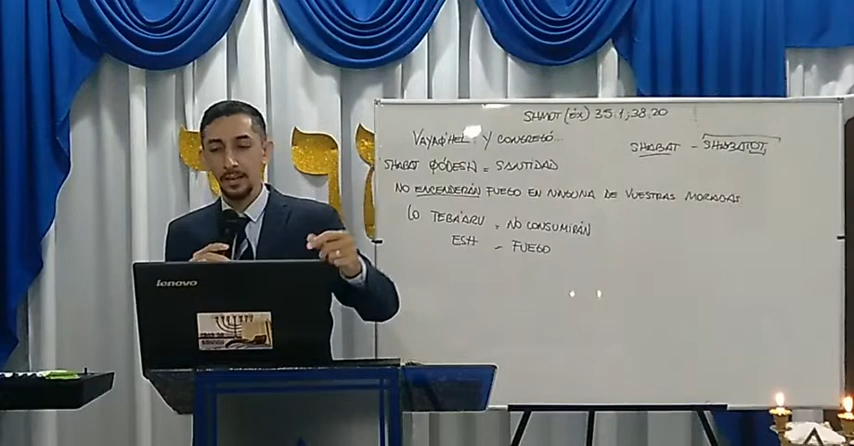 SHMOT (Éx) 35:1, 38:20
VAYAQ'HEL: Y CONGREGÓ...
SHABAT - SHABATOT
SHABAT QÓDESH = SANTIDAD
NO ENCENDERÁN FUEGO EN NINGUNA DE VUESTRAS MORADAS
LO TEBA'ARU = NO CONSUMIRÁN
ESH - FUEGO
lenovo